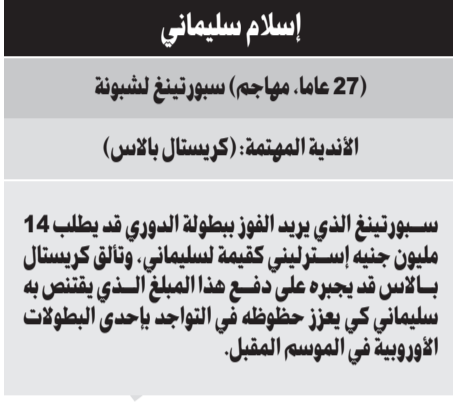 إسلام سليماني
(27 عاما، مهاجم) سبورتينغ لشبونة
الأندية المهتمة: (كريستال بالاس)
سبورتينغ الذي يريد الفوز ببطولة الدوري قد يطلب 14
مليون جنيه إسترليني كقيمة لسليماني، وتألق كريستال
بالاس قد يجبره على دفع هذا المبلغ الذي يقتنص به
سليماني كي يعزز حظوظه في التواجد بإحدى البطولات
الأوروبية في الموسم المقبل.